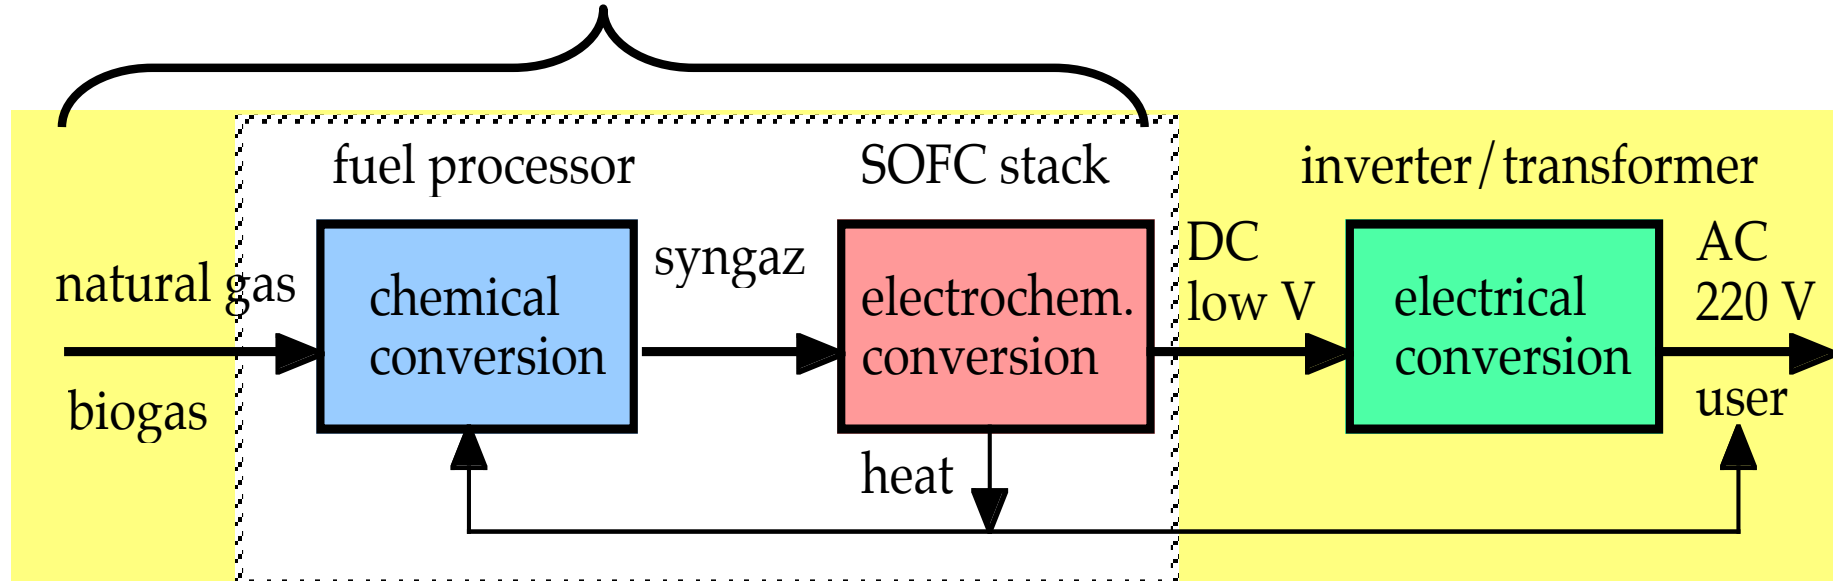 fuel processor
SOFC stack
inverter/transformer
natural gas
biogas
chemical
conversion
syngaz
electrochem.
conversion
heat
DC
low V
electrical
conversion
AC
220 V
user